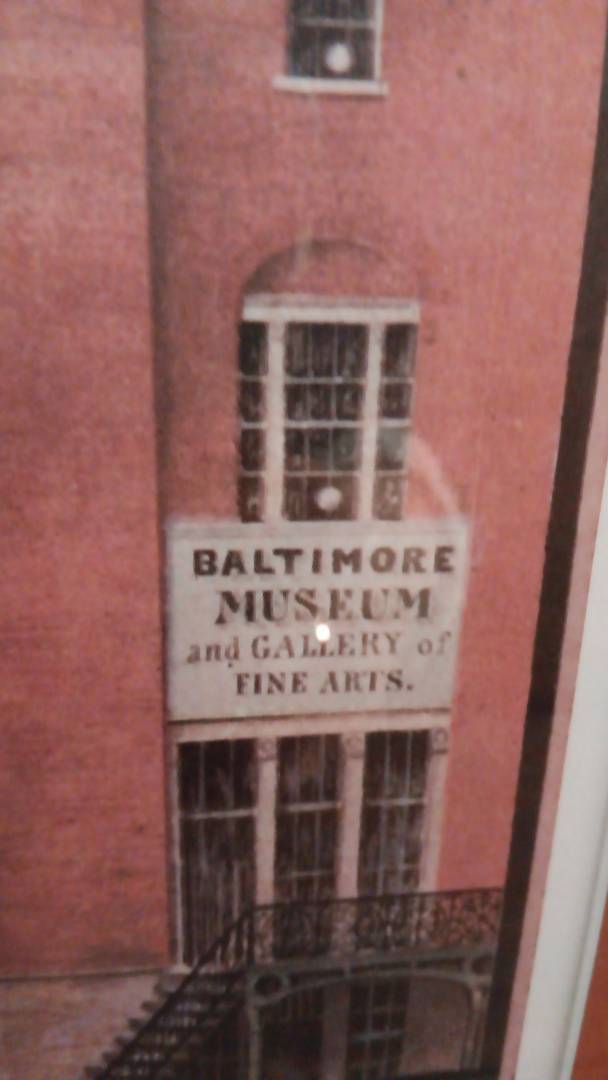 BALTIMORE
MUSEUM
and GALLERY of
FINE ARTS.